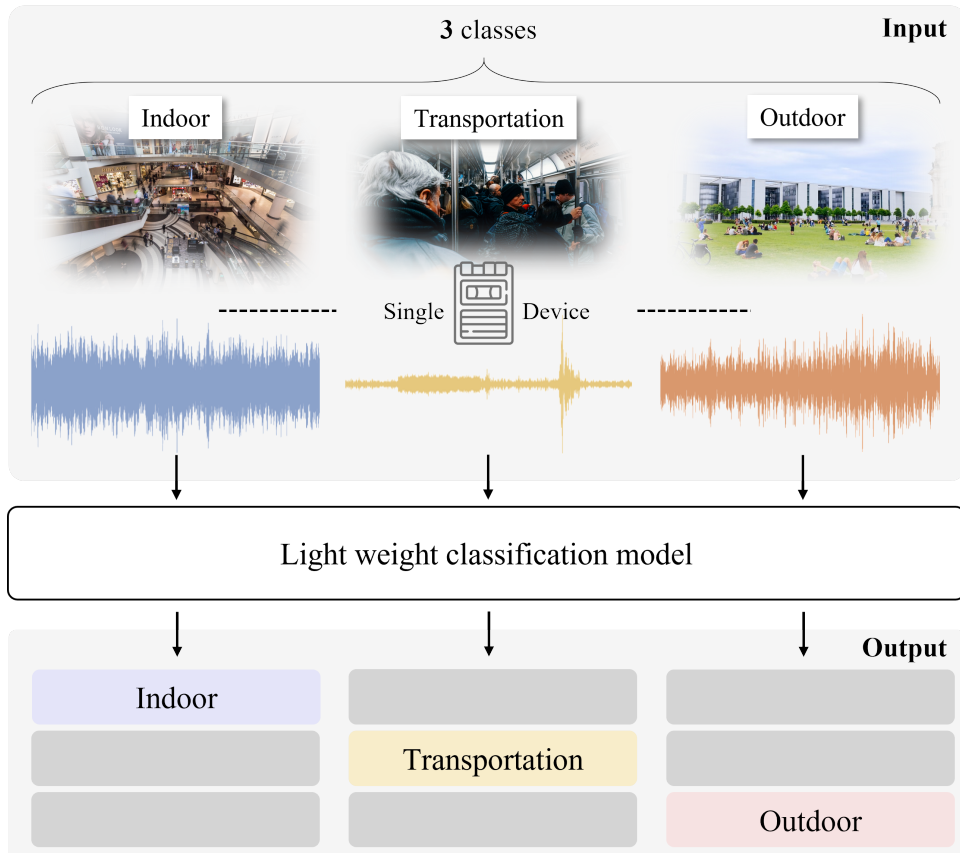 3 classes
Input
Indoor
Transportation
Outdoor
Single
Device
Light weight classification model
Output
Indoor
Transportation
Outdoor